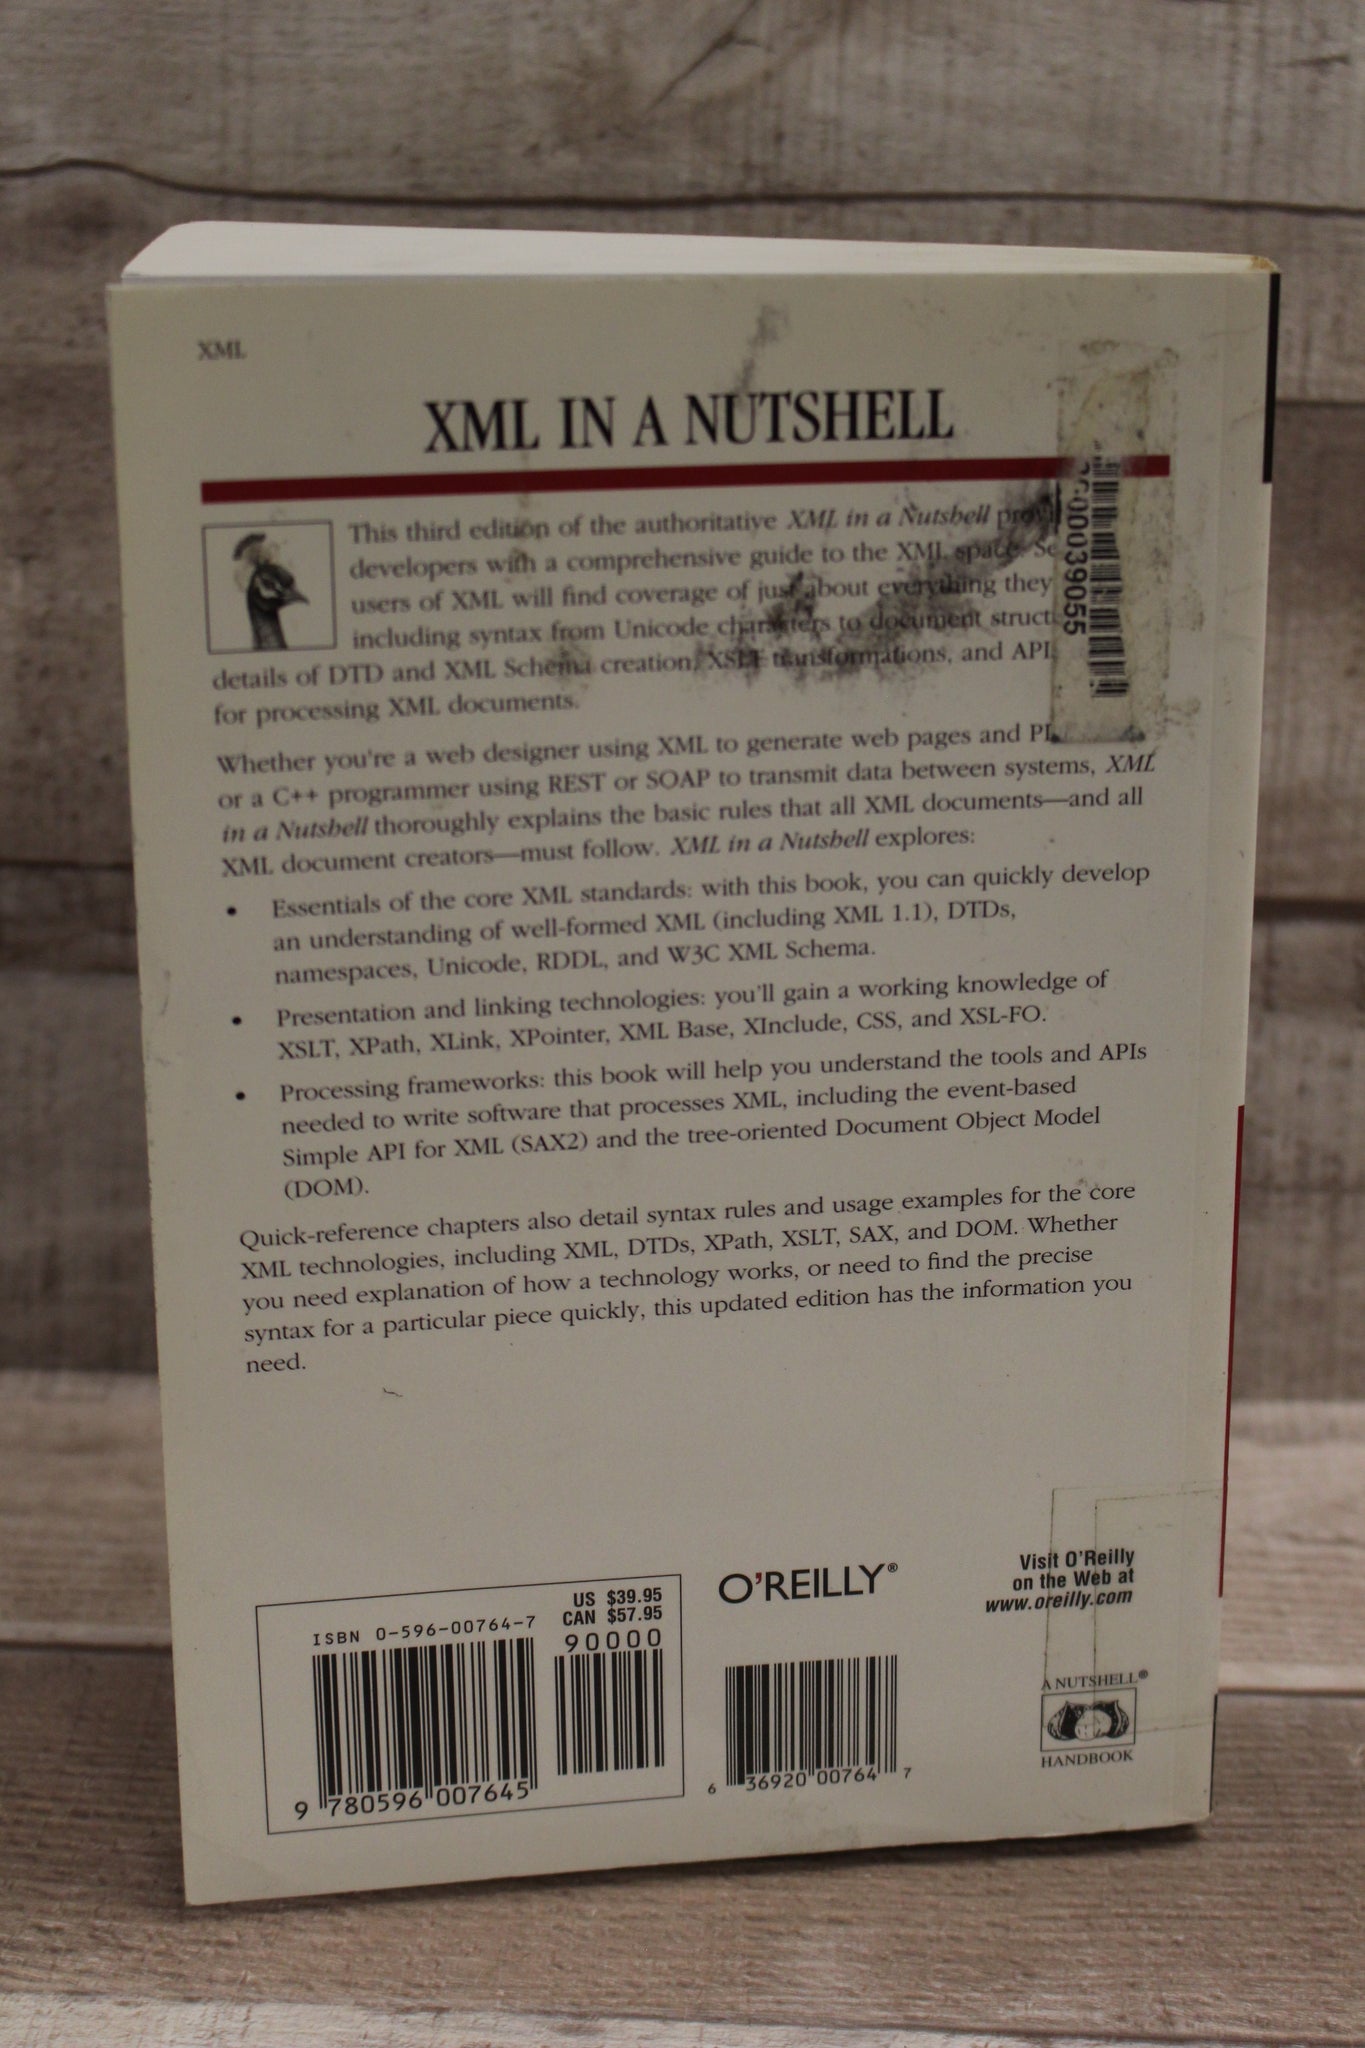 XML
XML IN A NUTSHELL
This third edition of the authoritative XML in a Nutshell
developers with a comprehensive guide to the XML space.
users of XML will find coverage of just about everything they
including syntax from Unicode characters to document
details of DTD and XML Schema creation, XSLT transformations, and
for processing XML documents.
-00039055
Whether you're a web designer using XML to generate web pages and
or a C++ programmer using REST or SOAP to transmit data between systems, XML
in a Nutshell thoroughly explains the basic rules that all XML documents—and all
XML document creators—must follow. XML in a Nutshell explores:
• Essentials of the core XML standards: with this book, you can quickly develop
an understanding of well-formed XML (including XML 1.1), DTDs,
namespaces, Unicode, RDDL, and W3C XML Schema.
• Presentation and linking technologies: you'll gain a working knowledge of
XSLT, XPath, XLink, XPointer, XML Base, XInclude, CSS, and XSL-FO.
• Processing frameworks: this book will help you understand the tools and APIs
needed to write software that processes XML, including the event-based
Simple API for XML (SAX2) and the tree-oriented Document Object Model
(DOM).
Quick-reference chapters also detail syntax rules and usage examples for the core
XML technologies, including XML, DTDs, XPath, XSLT, SAX, and DOM. Whether
you need explanation of how a technology works, or need to find the precise
syntax for a particular piece quickly, this updated edition has the information you
need.
US $39.95
CAN $57.95
ISBN 0-596-00764-7
90000
9 780596 007645
O'REILLY®
6 36920 00764 7
Visit O'Reilly
on the Web at
www.oreilly.com
A NUTSHELL®
HANDBOOK